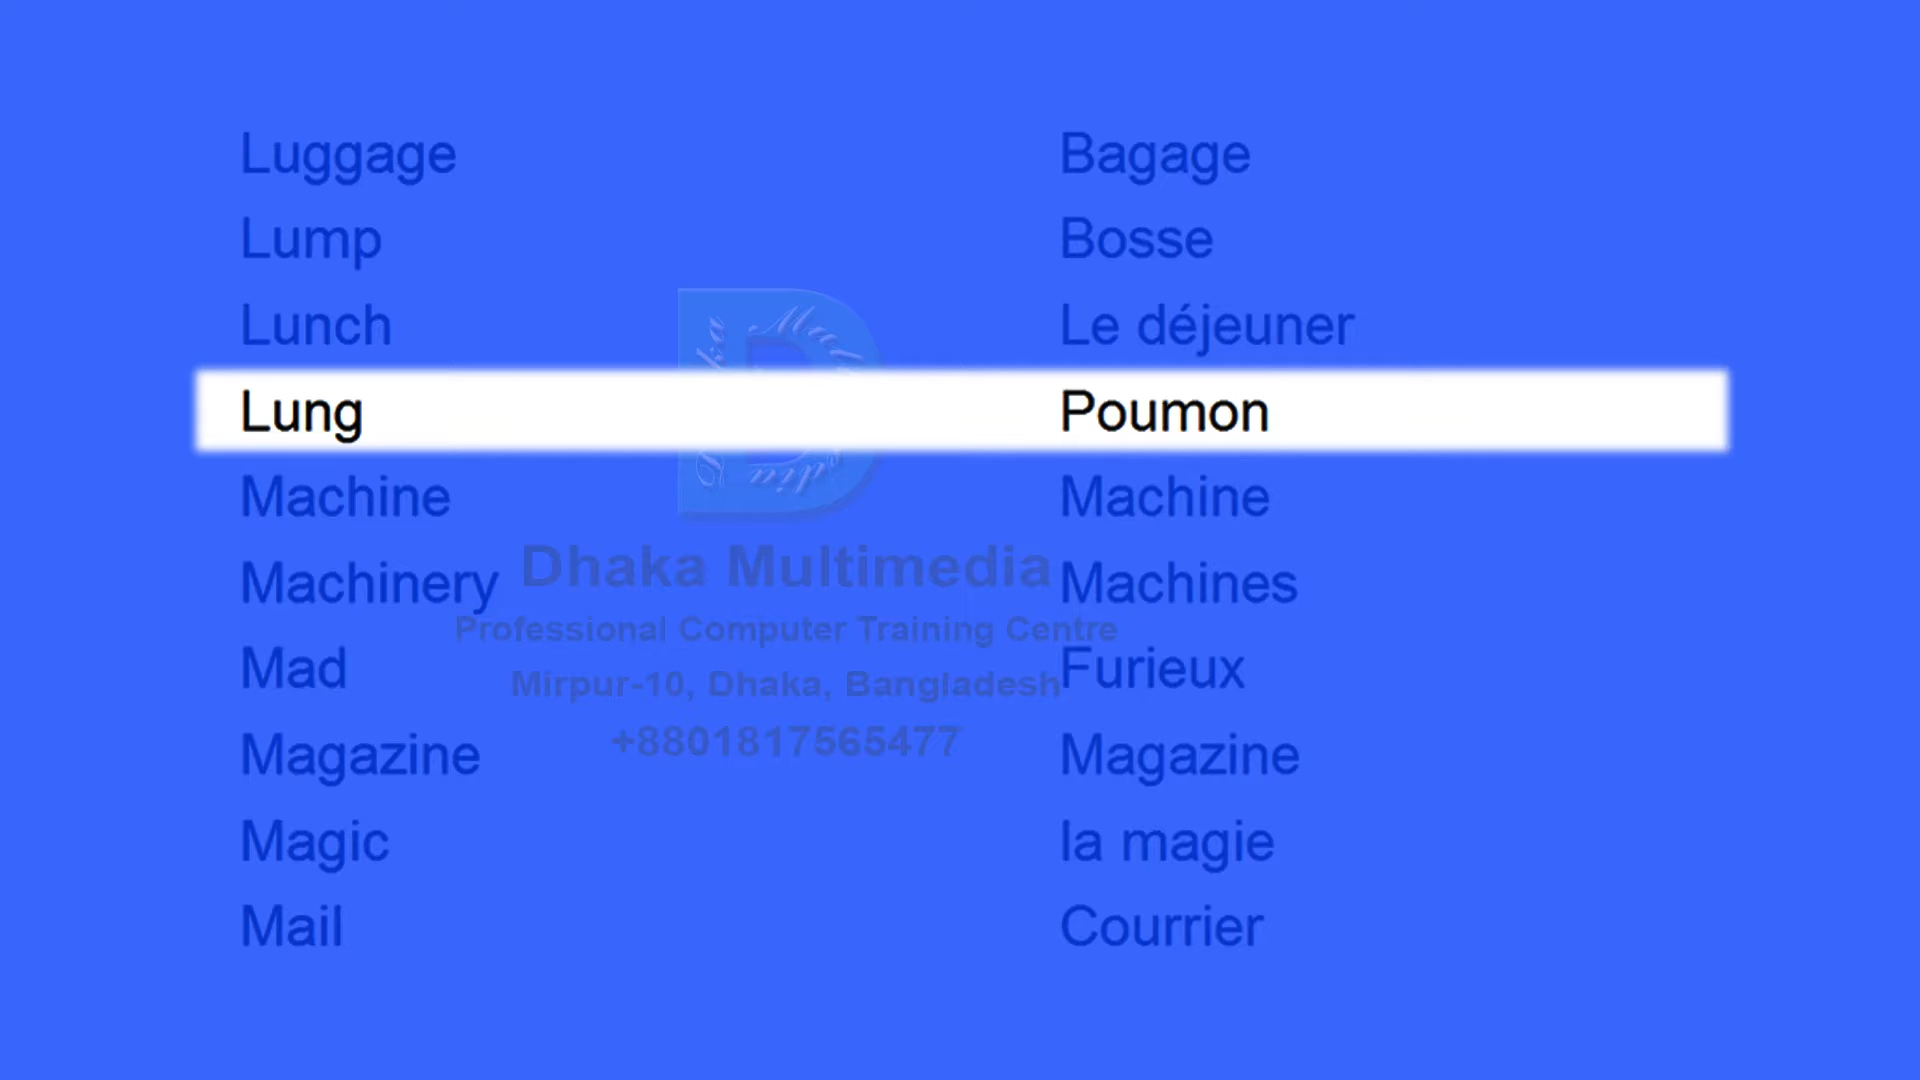 Luggage Bagage
Lump Bosse
Lunch Le déjeuner
Lung Poumon
Machine Machine
Machinery Machines
Mad Furieux
Magazine Magazine
Magic la magie
Mail Courrier
Dhaka Multimedia
Professional Computer Training Centre
Mirpur-10, Dhaka, Bangladesh
+8801817565477